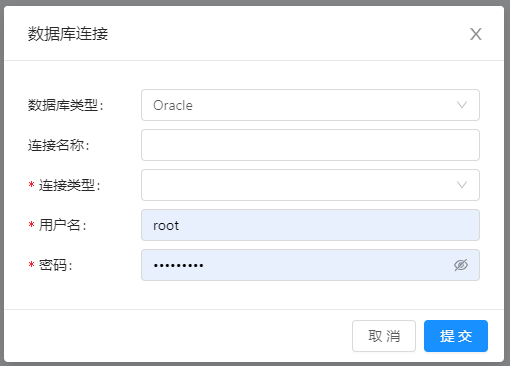 数据库连接
数据库类型: Oracle
连接名称:
* 连接类型:
* 用户名: root
* 密码: •••••••••
取 消 提 交